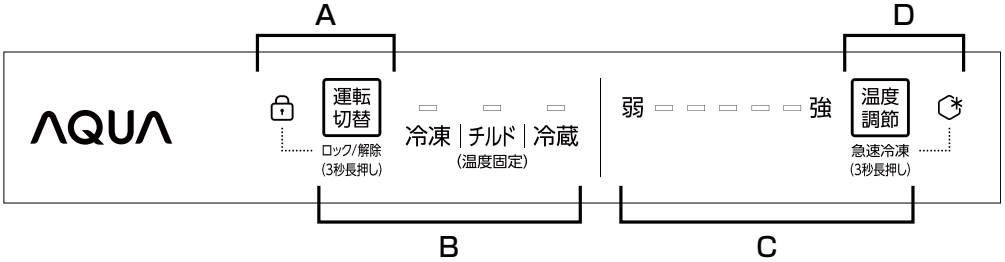 A
D
AQUA
運転
切替
ロック/解除
(3秒長押し)
冷凍|チルド|冷蔵
(温度固定)
弱
強
温度
調節
急速冷凍
(3秒長押し)
B
C